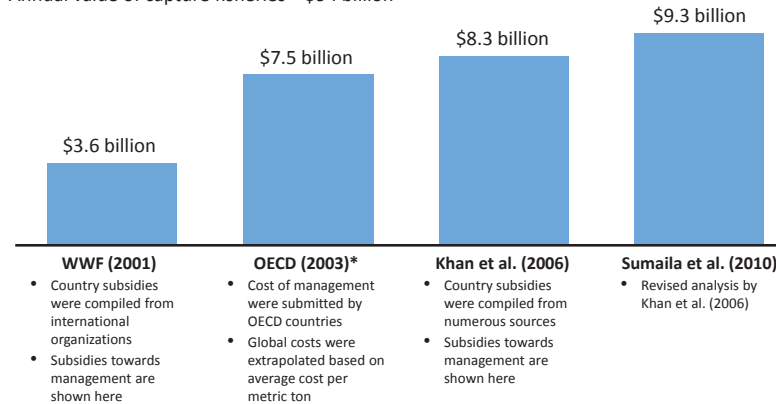 $9.3 billion
$8.3 billion
$7.5 billion
$3.6 billion
WWF (2001)
• Country subsidies
were compiled from
international
organizations
• Subsidies towards
management are
shown here
OECD (2003)*
• Cost of management
were submitted by
OECD countries
• Global costs were
extrapolated based on
average cost per
metric ton
Khan et al. (2006)
• Country subsidies
were compiled from
numerous sources
• Subsidies towards
management are
shown here
Sumaila et al. (2010)
• Revised analysis by
Khan et al. (2006)